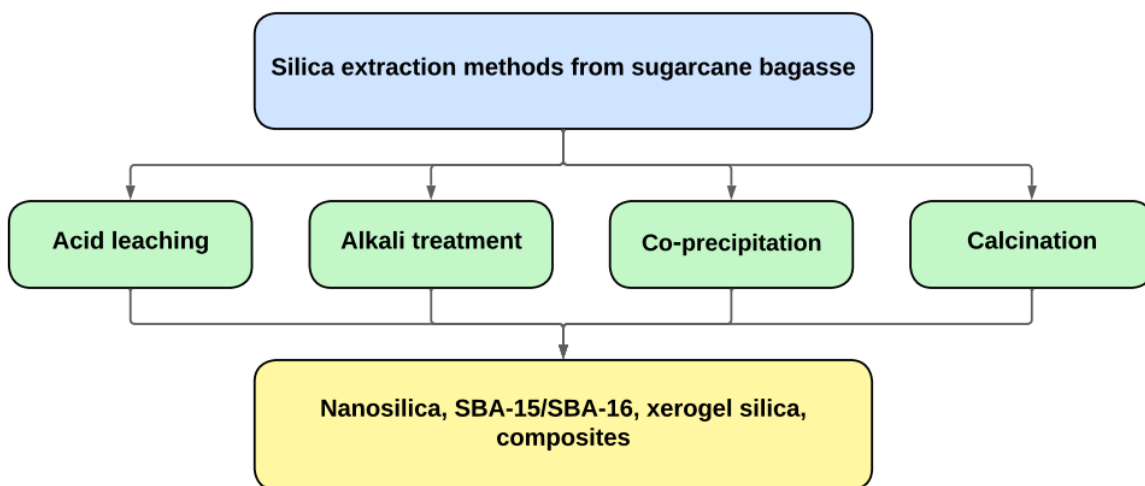 Silica extraction methods from sugarcane bagasse
Acid leaching
Alkali treatment
Co-precipitation
Calcination
Nanosilica, SBA-15/SBA-16, xerogel silica,
composites